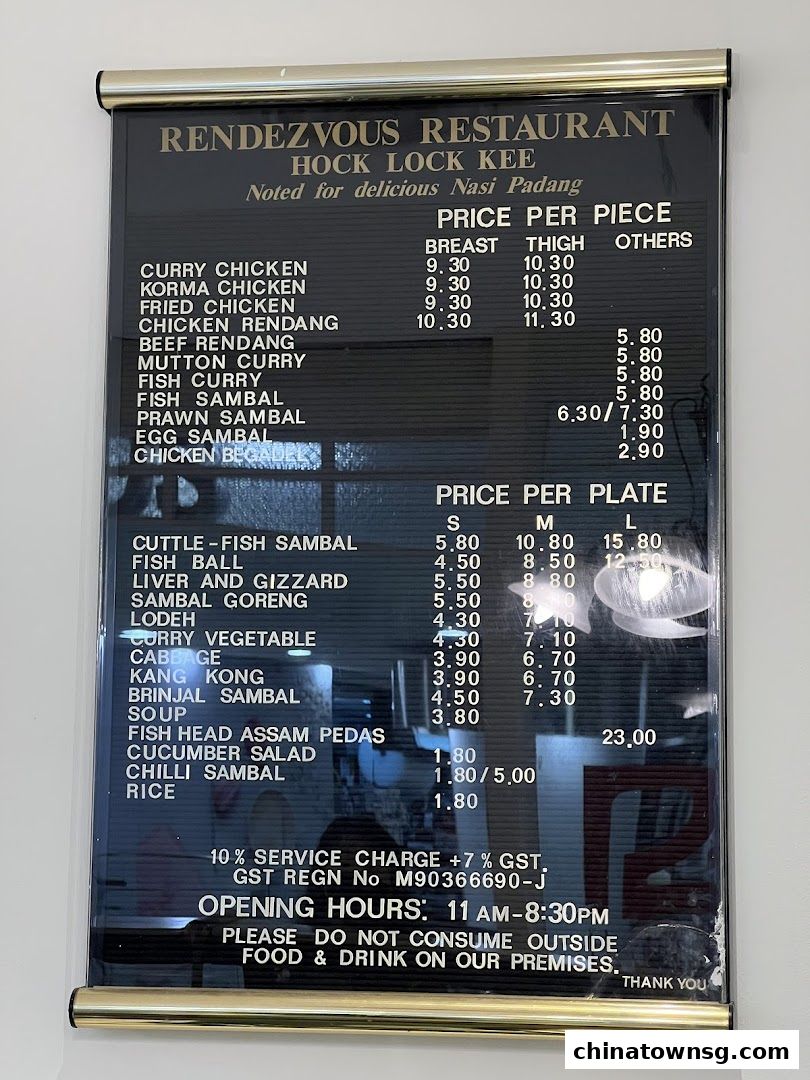 RENDEZVOUS RESTAURANT
HOCK LOCK KEE
Noted for delicious Nasi Padang
PRICE PER PIECE
BREAST THIGH OTHERS
CURRY CHICKEN 9.30 10.30
KORMA CHICKEN 9.30 10.30
FRIED CHICKEN 9.30 10.30
CHICKEN RENDANG 10.30 11.30
BEEF RENDANG 5.80
MUTTON CURRY 5.80
FISH CURRY 5.80
FISH SAMBAL 5.80
PRAWN SAMBAL 6.30/7.30
EGG SAMBAL 1.90
CHICKEN BEGADEL 2.90
PRICE PER PLATE
S M L
CUTTLE-FISH SAMBAL 5.80 10.80 15.80
FISH BALL 4.50 8.50 12.50
LIVER AND GIZZARD 5.50 8.80
SAMBAL GORENG 5.50
LODEH 4.30 7.10
CURRY VEGETABLE 4.30 7.10
CABBAGE 3.90 6.70
KANG KONG 3.90 6.70
BRINJAL SAMBAL 4.50 7.30
SOUP 3.80
FISH HEAD ASSAM PEDAS 23.00
CUCUMBER SALAD 1.80
CHILLI SAMBAL 1.80/5.00
RICE 1.80
10% SERVICE CHARGE +7% GST.
GST REGN No M90366690-J
OPENING HOURS: 11AM-8:30PM
PLEASE DO NOT CONSUME OUTSIDE
FOOD & DRINK ON OUR PREMISES.
THANK YOU
chinatownsg.com